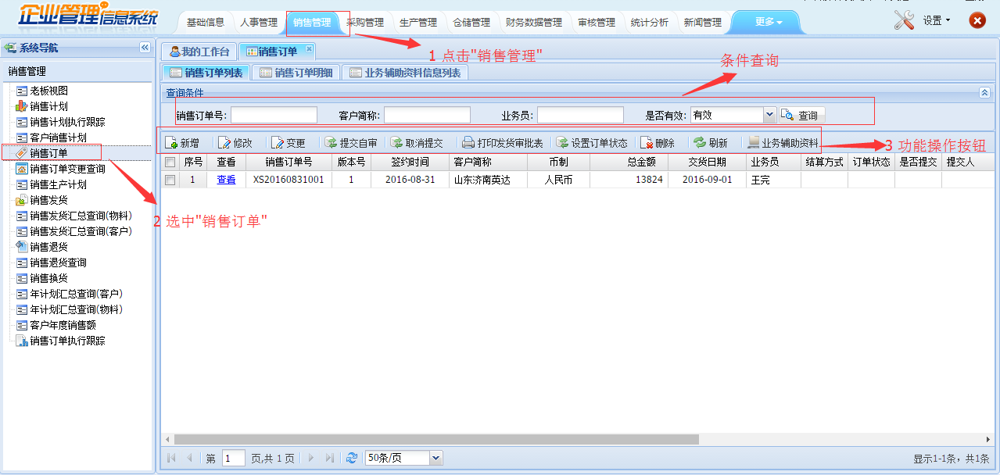 企业管理信息系统
基础信息 人事管理 销售管理 采购管理 生产管理 仓储管理 财务数据管理 审核管理 统计分析 新闻管理 更多 设置
系统导航
我的工作台 销售订单
1 点击"销售管理"
条件查询
销售管理
销售订单列表 销售订单明细 业务辅助资料信息列表
查询条件
销售订单号: 客户简称: 业务员: 是否有效: 有效 查询
新增 修改 变更 提交自审 取消提交 打印发货审批表 设置订单状态 删除 刷新 业务辅助资料
3 功能操作按钮
序号 查看 销售订单号 版本号 签约时间 客户简称 币制 总金额 交货日期 业务员 结算方式 订单状态 是否提交 提交人
1 查看 XS20160831001 1 2016-08-31 山东济南英达 人民币 13824 2016-09-01 王完
老板视图
销售计划
销售计划执行跟踪
客户销售计划
销售订单
销售订单变更查询
销售生产计划
销售发货
销售发货汇总查询(物料)
2 选中"销售订单"
销售发货汇总查询(客户)
销售退货
销售退货查询
销售换货
年计划汇总查询(客户)
年计划汇总查询(物料)
客户年度销售额
销售订单执行跟踪
第 1 页,共 1 页 50条/页 显示1-1条，共1条